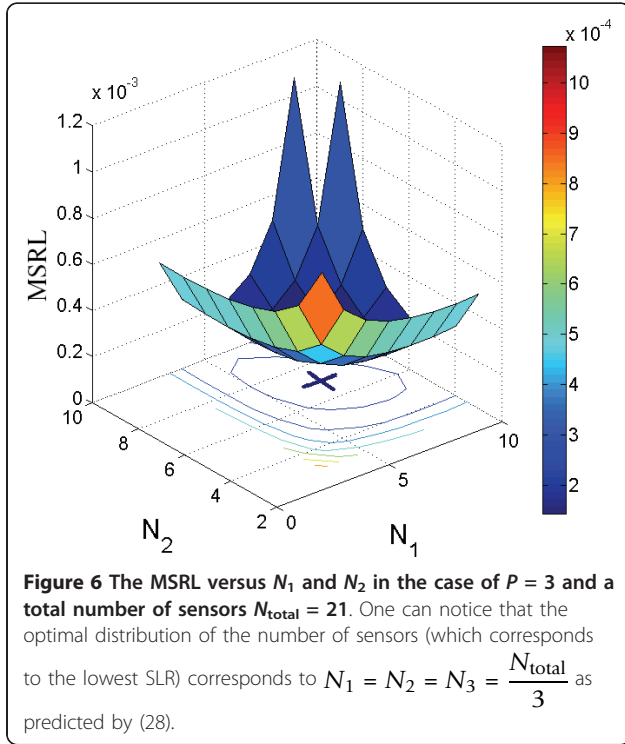 x 10⁻³
1.2
1
0.8
0.6
0.4
0.2
0
MSRL
10
8
6
4
2
N₂
0
5
10
N₁
x 10⁻⁴
10
9
8
7
6
5
4
3
2
Figure 6 The MSRL versus N₁ and N₂ in the case of P = 3 and a
total number of sensors N_total = 21. One can notice that the
optimal distribution of the number of sensors (which corresponds
to the lowest SLR) corresponds to N₁ = N₂ = N₃ = N_total/3 as
predicted by (28).